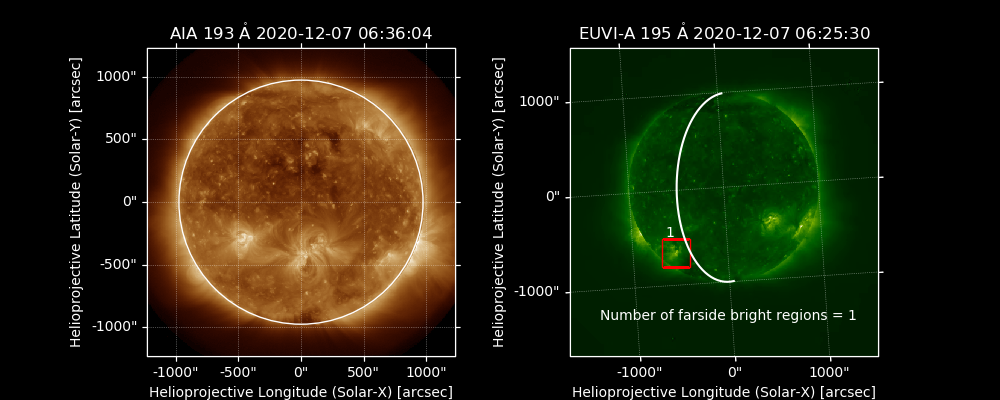 AIA 193 Å 2020-12-07 06:36:04
Helioprojective Latitude (Solar-Y) [arcsec]
1000"
500"
0"
-500"
-1000"
-1000"
-500"
0"
500"
1000"
Helioprojective Longitude (Solar-X) [arcsec]
EUVI-A 195 Å 2020-12-07 06:25:30
Helioprojective Latitude (Solar-Y) [arcsec]
1000"
0"
-1000"
1
Number of farside bright regions = 1
-1000"
0"
1000"
Helioprojective Longitude (Solar-X) [arcsec]